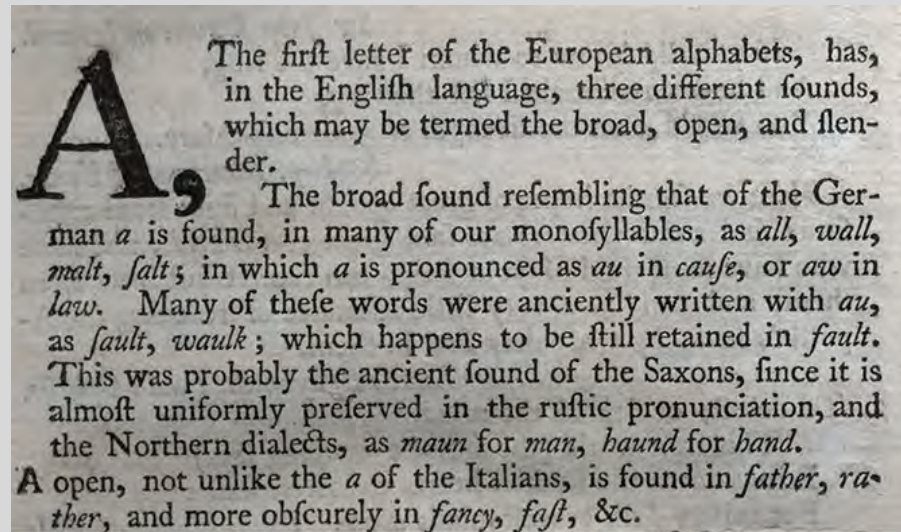 A,
The firſt letter of the European alphabets, has,
in the Engliſh language, three different ſounds,
which may be termed the broad, open, and ſlen-
der.
The broad ſound reſembling that of the Ger-
man a is found, in many of our monoſyllables, as all, wall,
malt, ſalt; in which a is pronounced as au in cauſe, or aw in
law. Many of theſe words were anciently written with au,
as ſault, waulk; which happens to be ſtill retained in fault.
This was probably the ancient ſound of the Saxons, ſince it is
almoſt uniformly preſerved in the ruſtic pronunciation, and
the Northern dialects, as maun for man, haund for hand.
A open, not unlike the a of the Italians, is found in father, ra-
ther, and more obſcurely in fancy, faſt, &c.